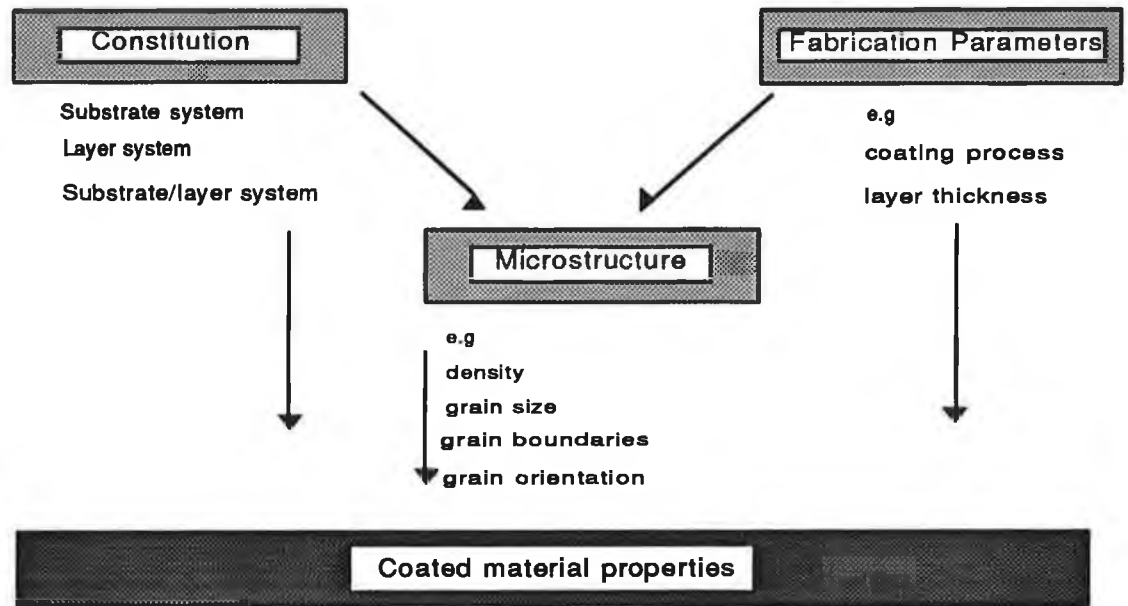 Constitution
Fabrication Parameters
Substrate system
Layer system
Substrate/layer system
e.g
coating process
layer thickness
Microstructure
e.g
density
grain size
grain boundaries
grain orientation
Coated material properties